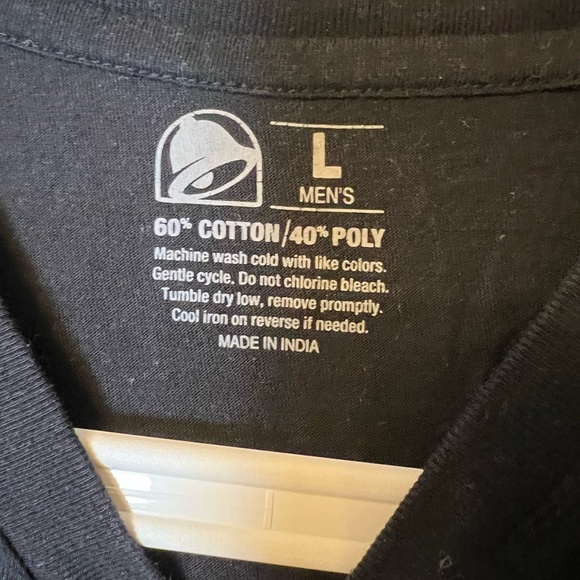 L
MEN'S
60% COTTON/40% POLY
Machine wash cold with like colors.
Gentle cycle. Do not chlorine bleach.
Tumble dry low, remove promptly.
Cool iron on reverse if needed.
MADE IN INDIA